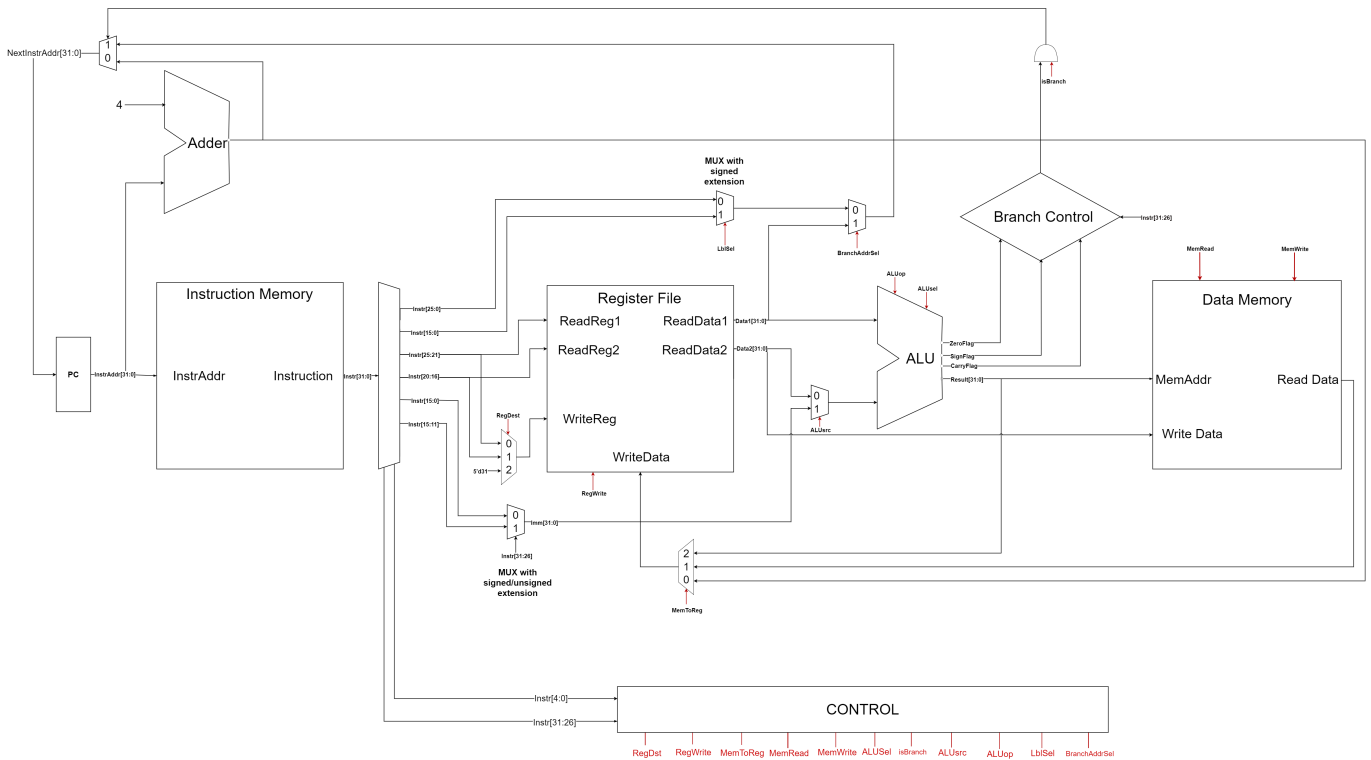 NextInstrAddr[31:0]
1
0
isBranch
4
Adder
MUX with
signed
extension
0
1
LblSel
0
1
BranchAddrSel
Branch Control
Instr[31:26]
MemRead
MemWrite
ALUop
ALUsel
Instruction Memory
InstrAddr
Instruction
PC
InstrAddr[31:0]
Instr[31:0]
Instr[25:0]
Instr[15:0]
Instr[25:21]
Instr[20:16]
Instr[15:0]
Instr[15:11]
RegDest
0
1
2
5'd31
Register File
ReadReg1
ReadData1
ReadReg2
ReadData2
WriteReg
WriteData
RegWrite
Data1[31:0]
Data2[31:0]
0
1
ALUsrc
ALU
ZeroFlag
SignFlag
CarryFlag
Result[31:0]
Data Memory
MemAddr
Read Data
Write Data
0
1
Imm[31:0]
Instr[31:26]
MUX with
signed/unsigned
extension
2
1
0
MemToReg
Instr[4:0]
Instr[31:26]
CONTROL
RegDst
RegWrite
MemToReg
MemRead
MemWrite
ALUSel
isBranch
ALUsrc
ALUop
LblSel
BranchAddrSel